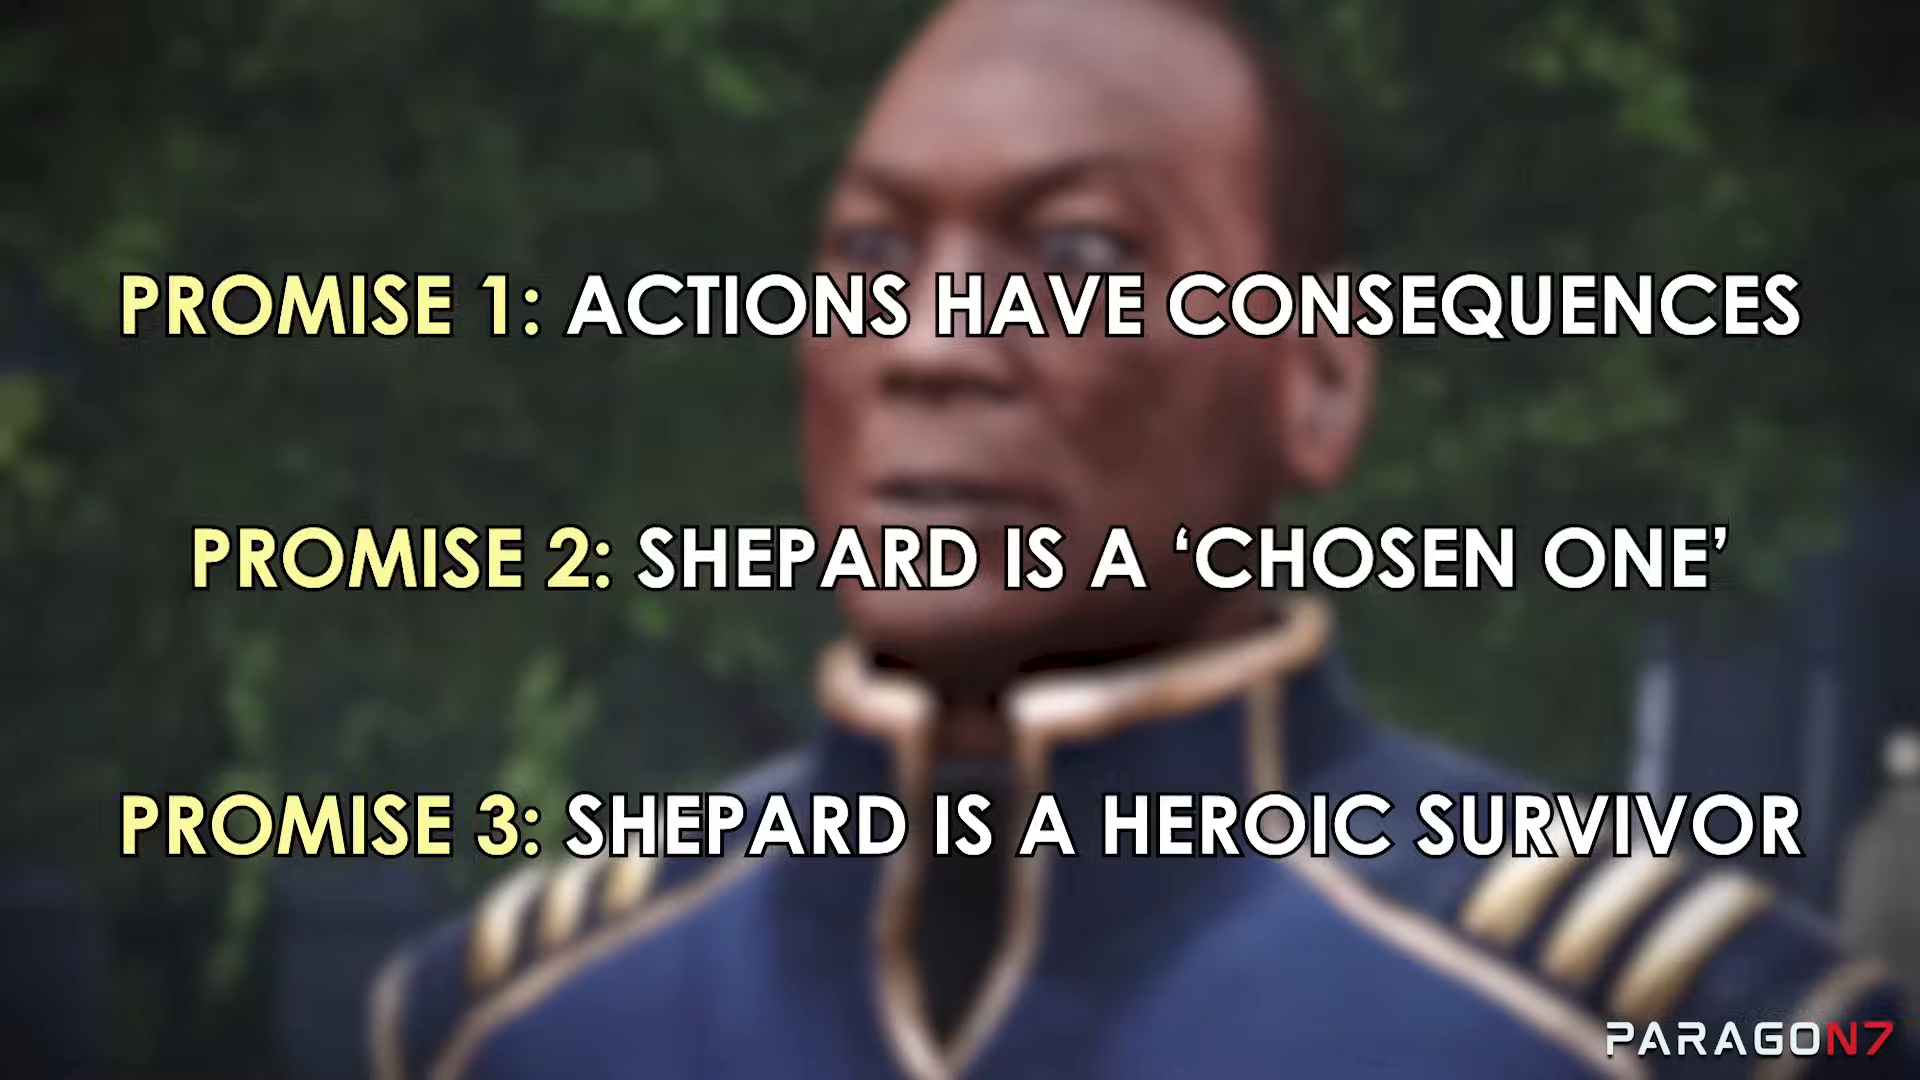 PROMISE 1: ACTIONS HAVE CONSEQUENCES
PROMISE 2: SHEPARD IS A ‘CHOSEN ONE’
PROMISE 3: SHEPARD IS A HEROIC SURVIVOR
PARAGON7